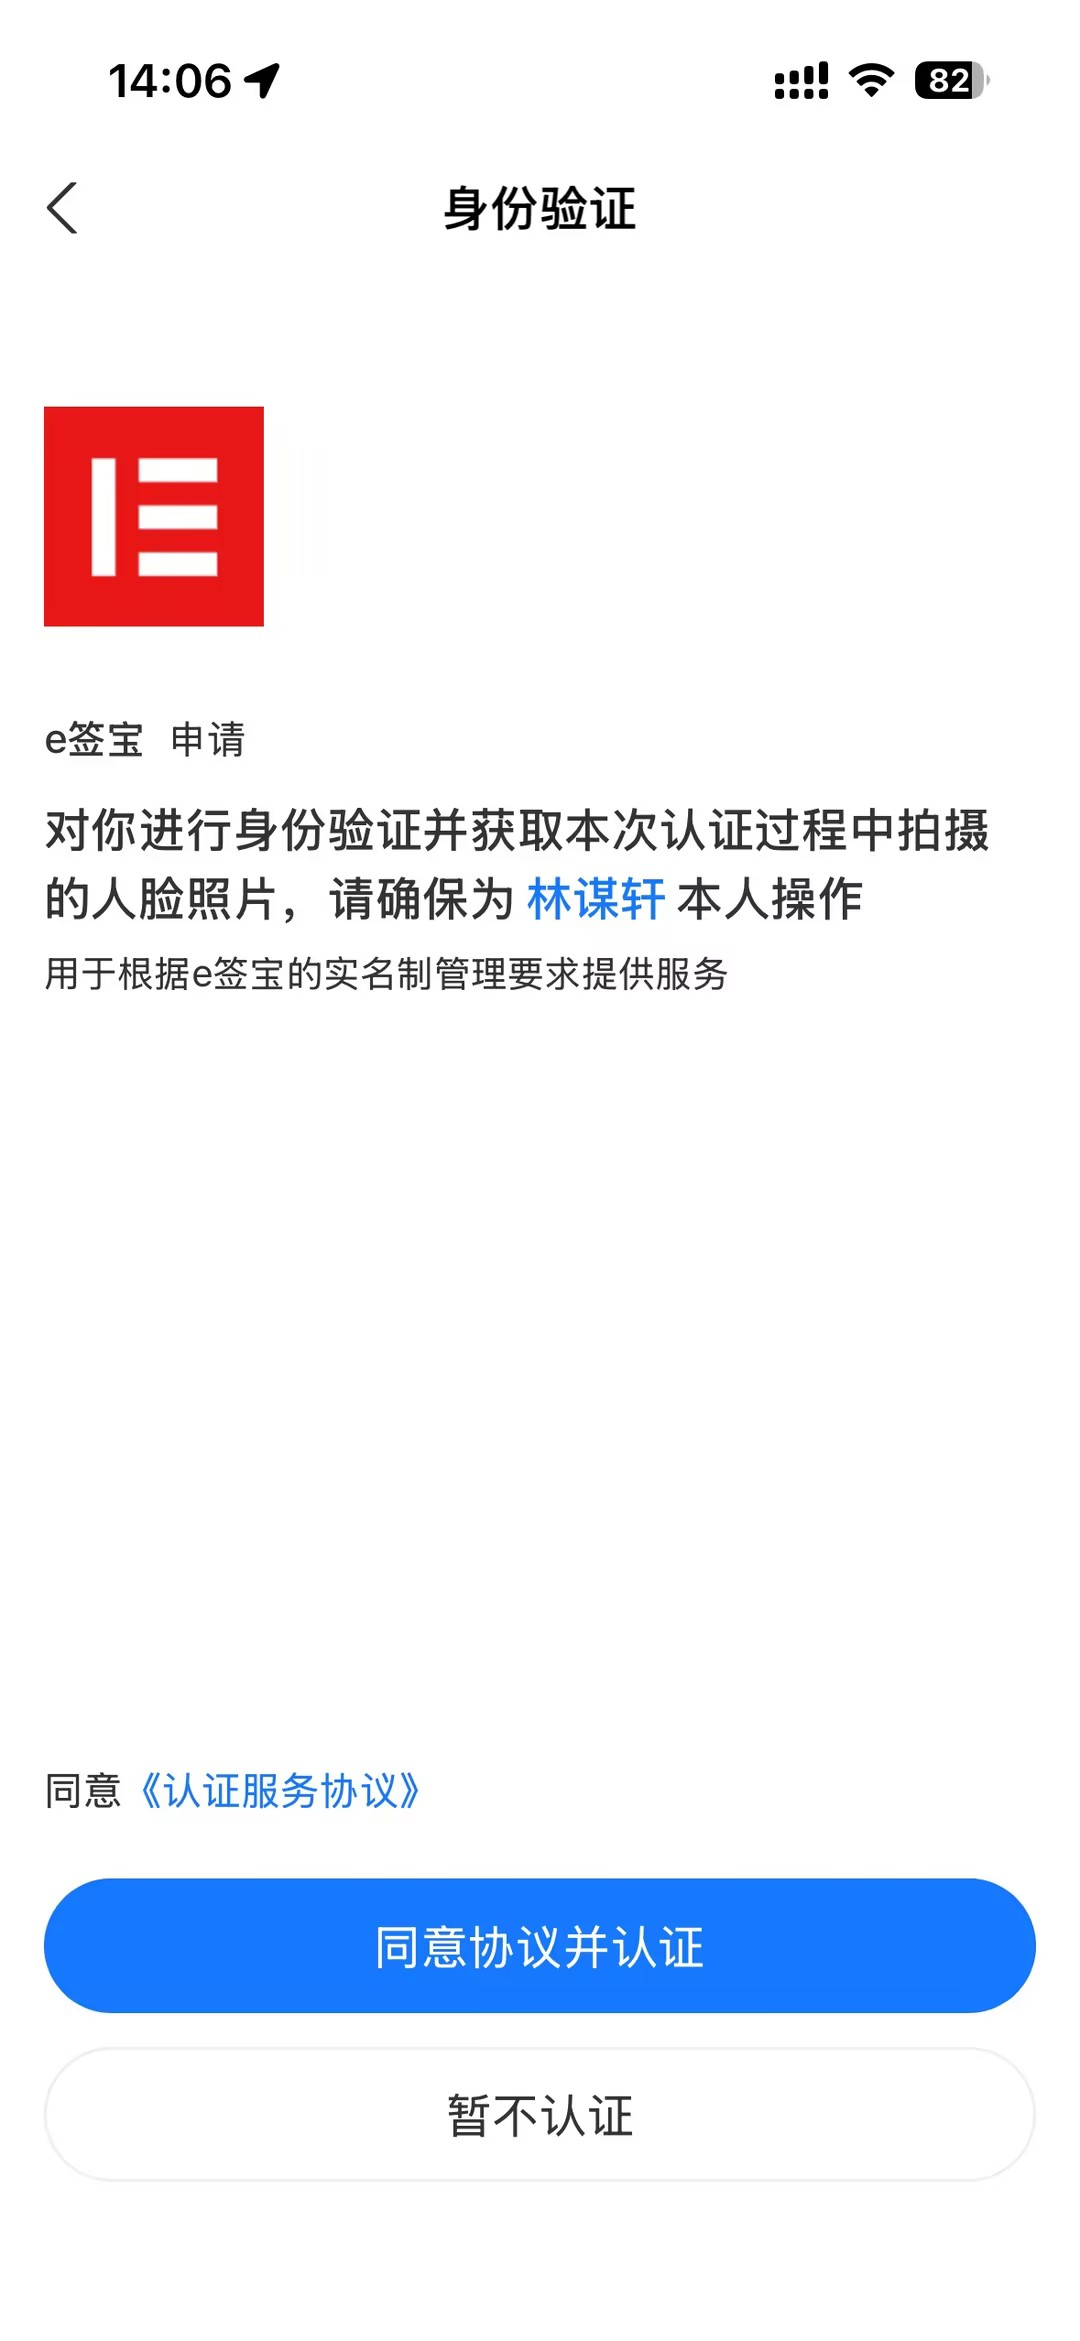 14:06
82
身份验证
e签宝 申请
对你进行身份验证并获取本次认证过程中拍摄
的人脸照片，请确保为 林谋轩 本人操作
用于根据e签宝的实名制管理要求提供服务
同意《认证服务协议》
同意协议并认证
暂不认证